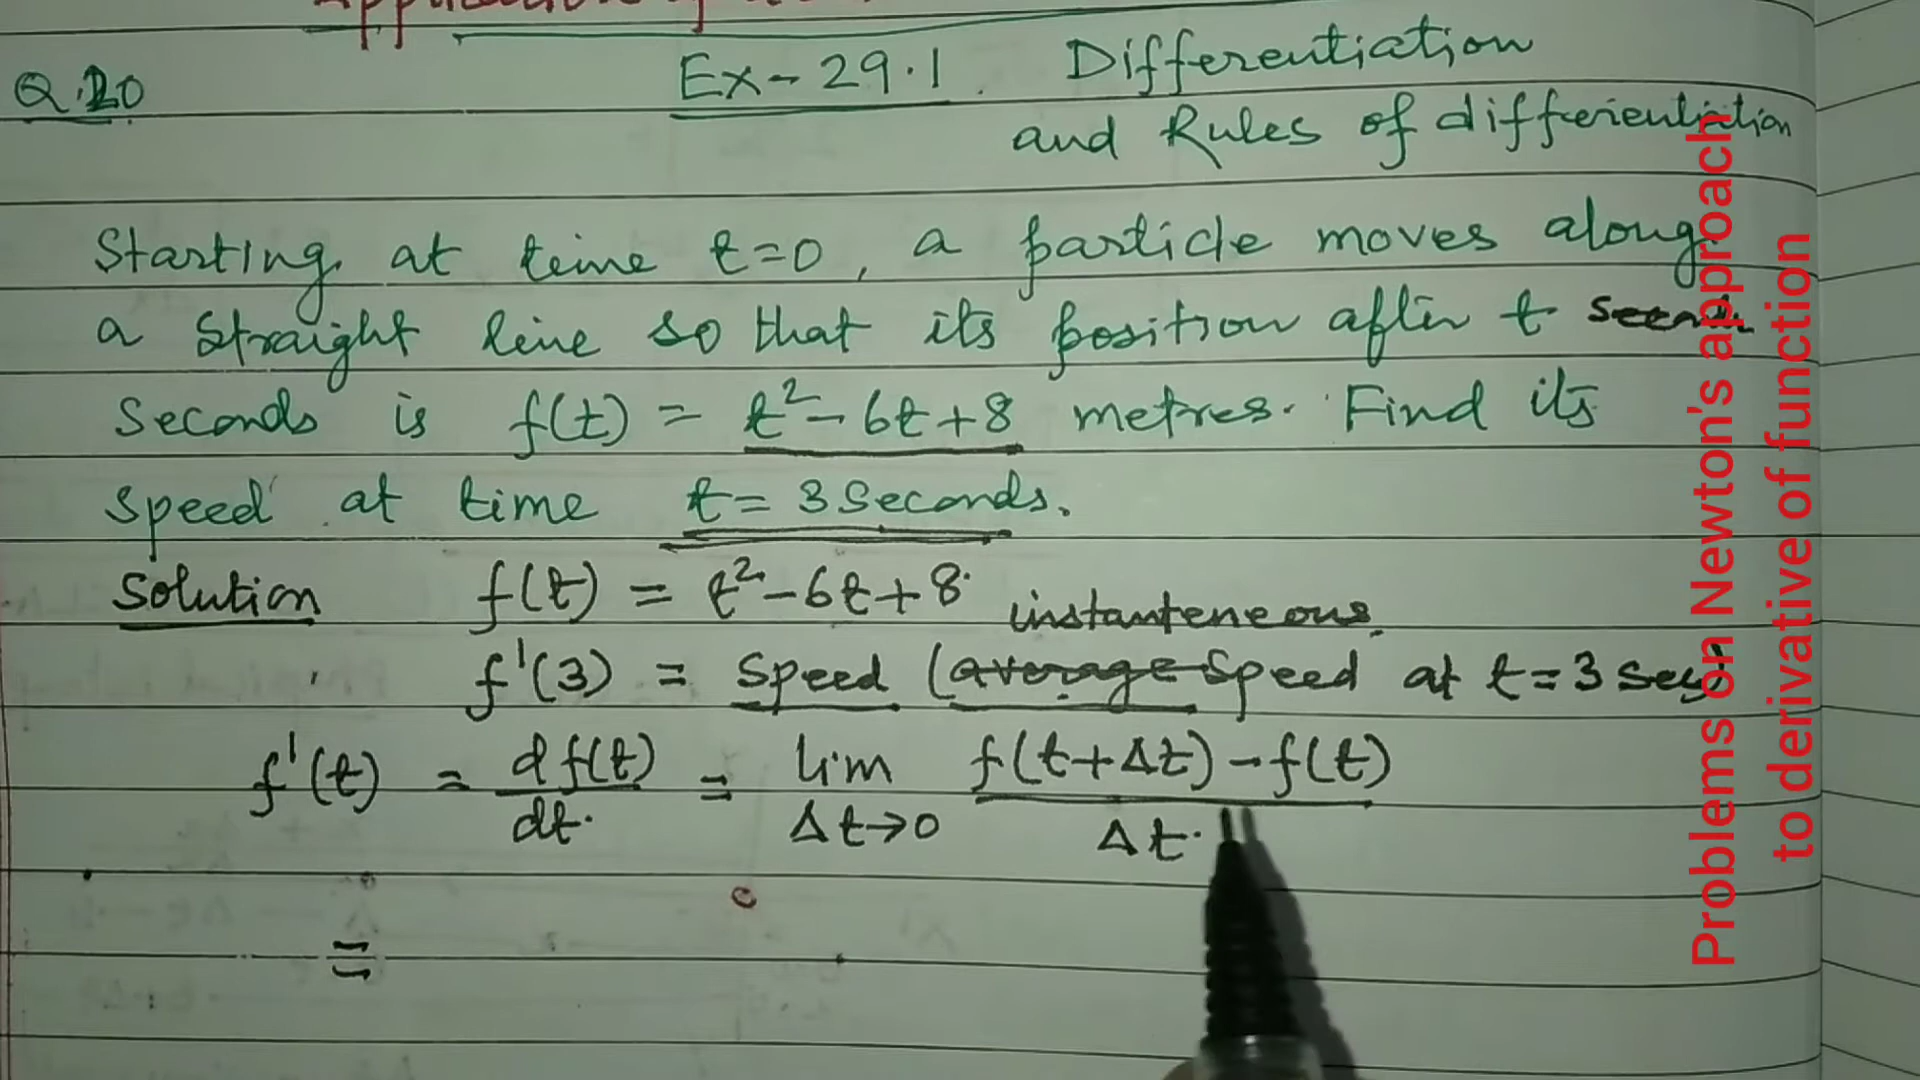 Q.20
Ex-29.1 Differentiation
and Rules of differentiation
Starting at time t=0, a particle moves along
a straight line so that its position after t
Seconds is f(t) = t²-6t+8 metres. Find its
speed at time t= 3 Seconds.
Solution f(t) = t²-6t+8.
instanteneous
f'(3) = speed (average speed at t=3 sec)
f'(t) = df(t)/dt. = lim Δt→0 f(t+Δt)-f(t)/Δt.
=
Problems on Newton's approach
to derivative of function